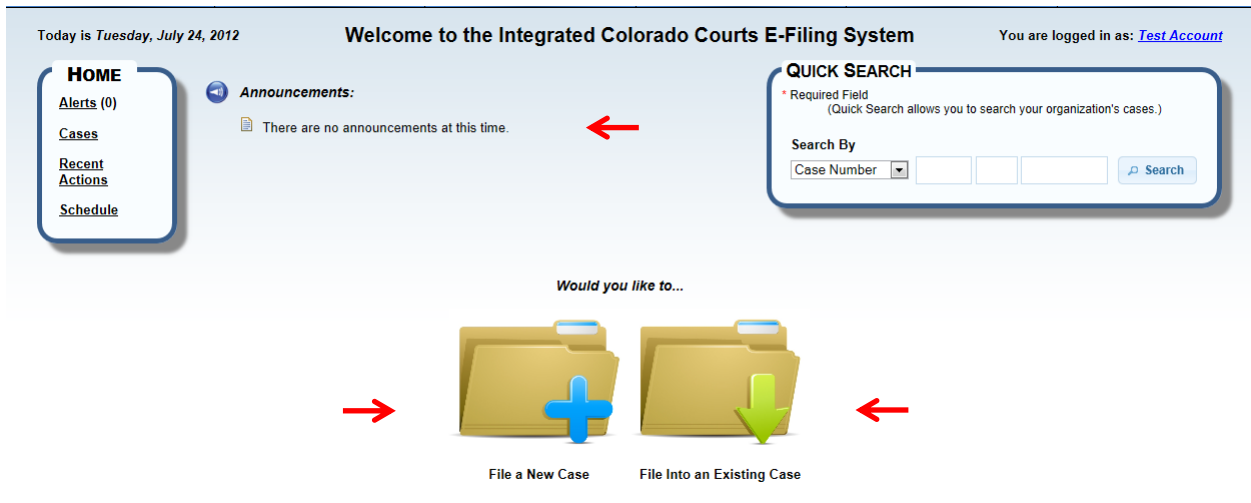 Today is Tuesday, July 24, 2012
Welcome to the Integrated Colorado Courts E-Filing System
You are logged in as: Test Account
HOME
Alerts (0)
Cases
Recent
Actions
Schedule
Announcements:
There are no announcements at this time.
QUICK SEARCH
* Required Field
(Quick Search allows you to search your organization's cases.)
Search By
Case Number
Search
Would you like to...
File a New Case
File Into an Existing Case